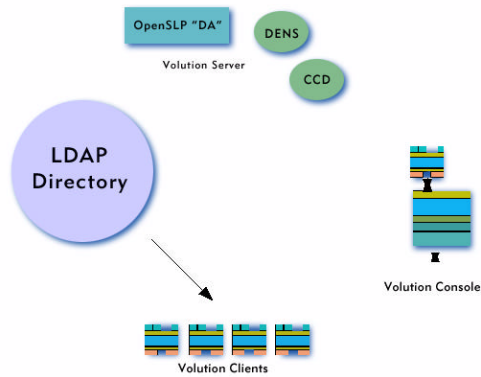 OpenSLP "DA"
DENS
Volution Server
CCD
LDAP
Directory
Volution Console
Volution Clients